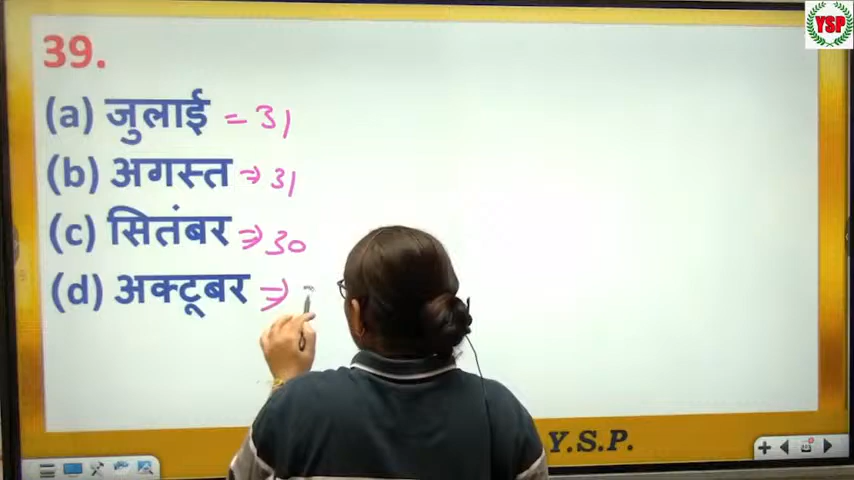 YSP
39.
(a) जुलाई = 31
(b) अगस्त ⇒ 31
(c) सितंबर ⇒ 30
(d) अक्टूबर ⇒
Y.S.P.